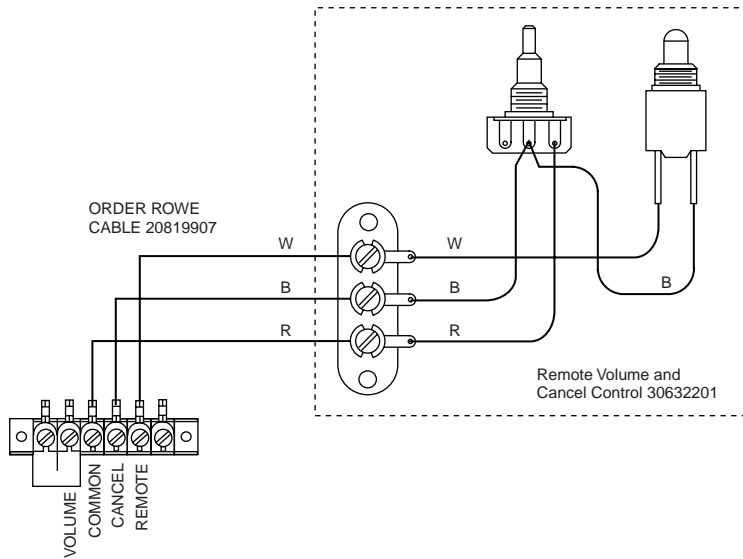 ORDER ROWE
CABLE 20819907
W
W
B
B
B
R
R
Remote Volume and
Cancel Control 30632201
VOLUME
COMMON
CANCEL
REMOTE